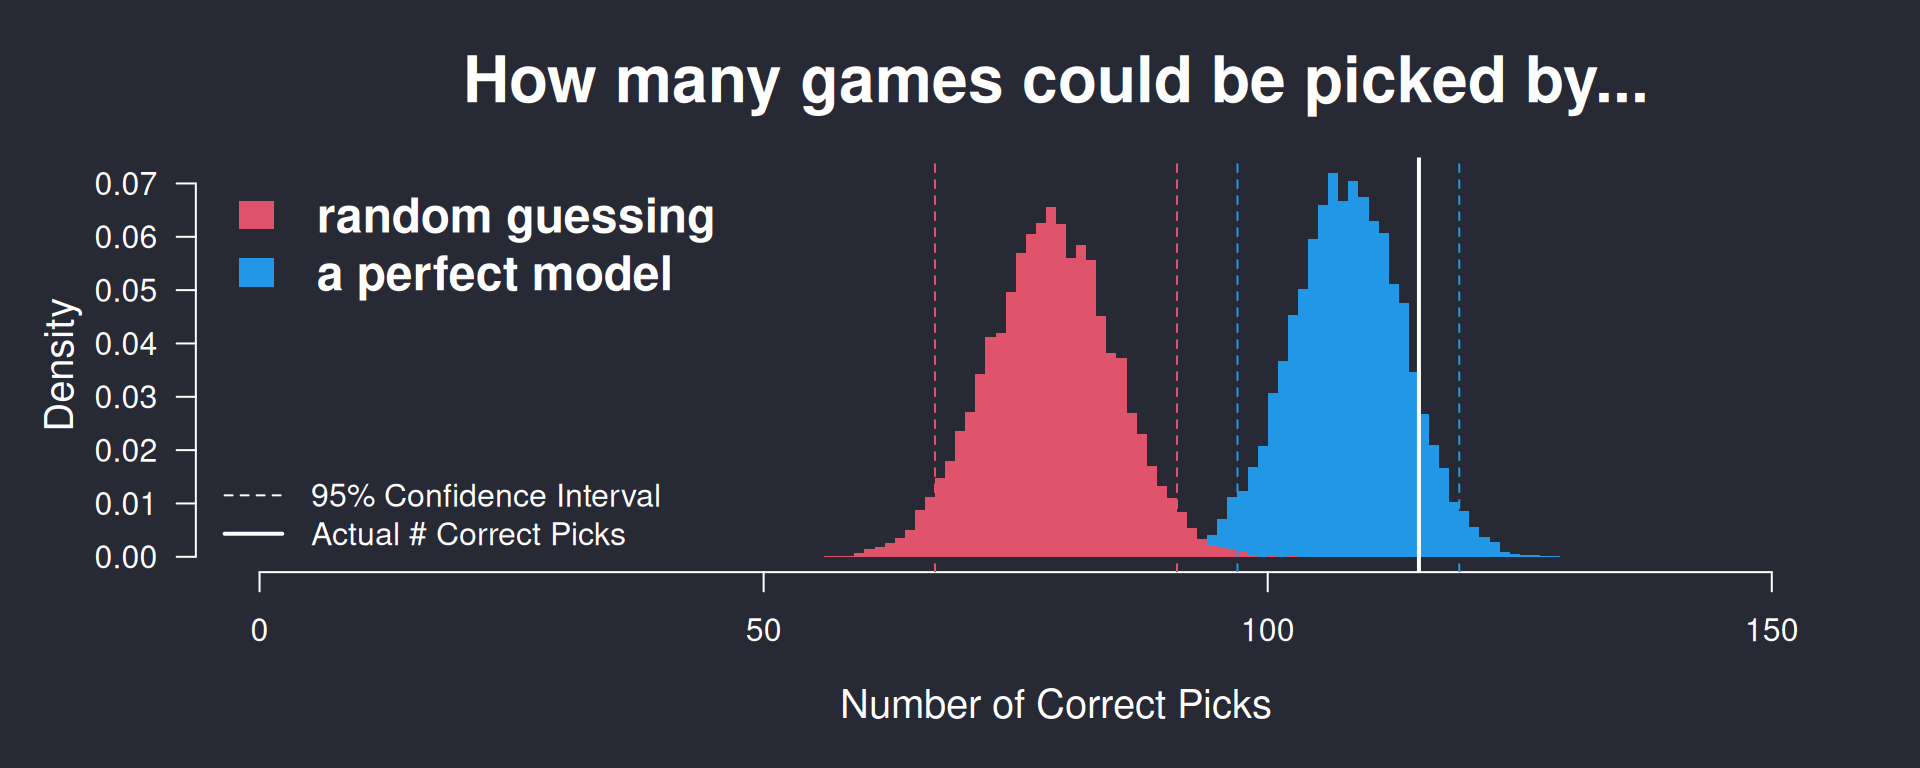 How many games could be picked by...
random guessing
a perfect model
Density
0.07
0.06
0.05
0.04
0.03
0.02
0.01
0.00
95% Confidence Interval
Actual # Correct Picks
0 50 100 150
Number of Correct Picks